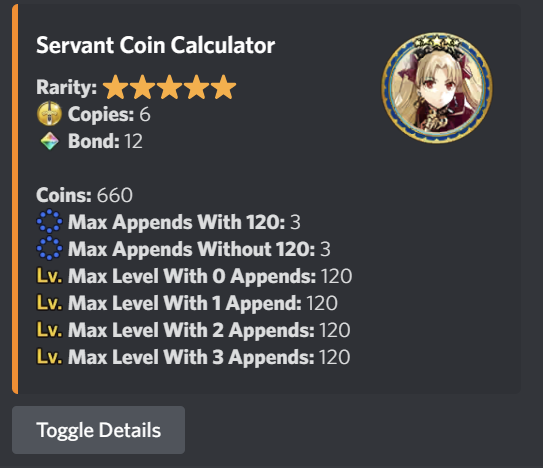 Servant Coin Calculator
Rarity:
Copies: 6
Bond: 12
Coins: 660
Max Appends With 120: 3
Max Appends Without 120: 3
Lv. Max Level With 0 Appends: 120
Lv. Max Level With 1 Append: 120
Lv. Max Level With 2 Appends: 120
Lv. Max Level With 3 Appends: 120
Toggle Details